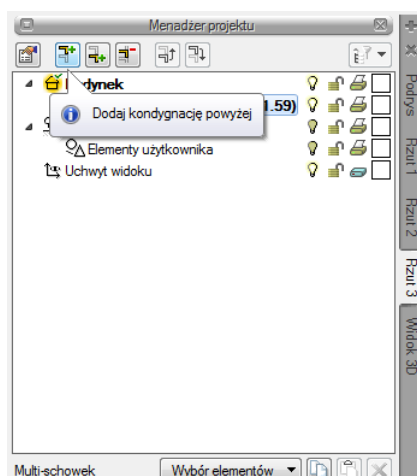 Menadżer projektu
dynek
Dodaj kondygnację powyżej
1.59)
Elementy użytkownika
Uchwyt widoku
Podrys
Rzut 1
Rzut 2
Rzut 3
Widok 3D
Multi-schowek
Wybór elementów